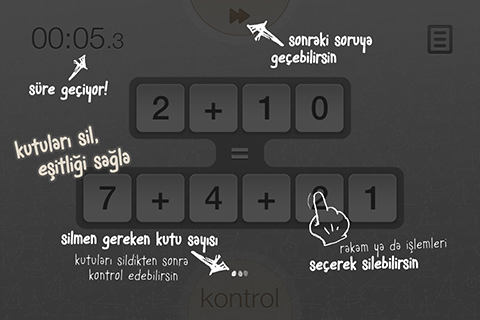 00:05.3
süre geçiyor!
sonraki soruya
geçebilirsin
2 + 1 0
=
7 + 4 + 2 1
kutuları sil,
eşitliği sağla
silmen gereken kutu sayısı
kutuları sildikten sonra
kontrol edebilirsin
rakam ya da işlemleri
seçerek silebilirsin
kontrol